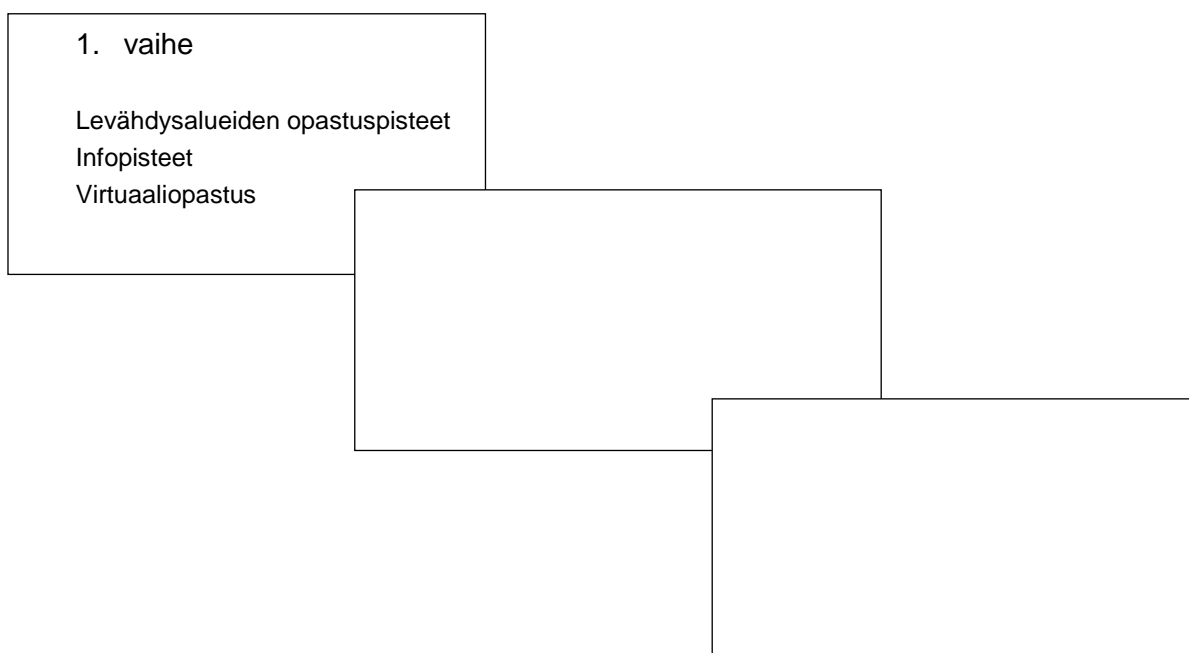 1. vaihe
Levähdysalueiden opastuspisteet
Infopisteet
Virtuaaliopastus